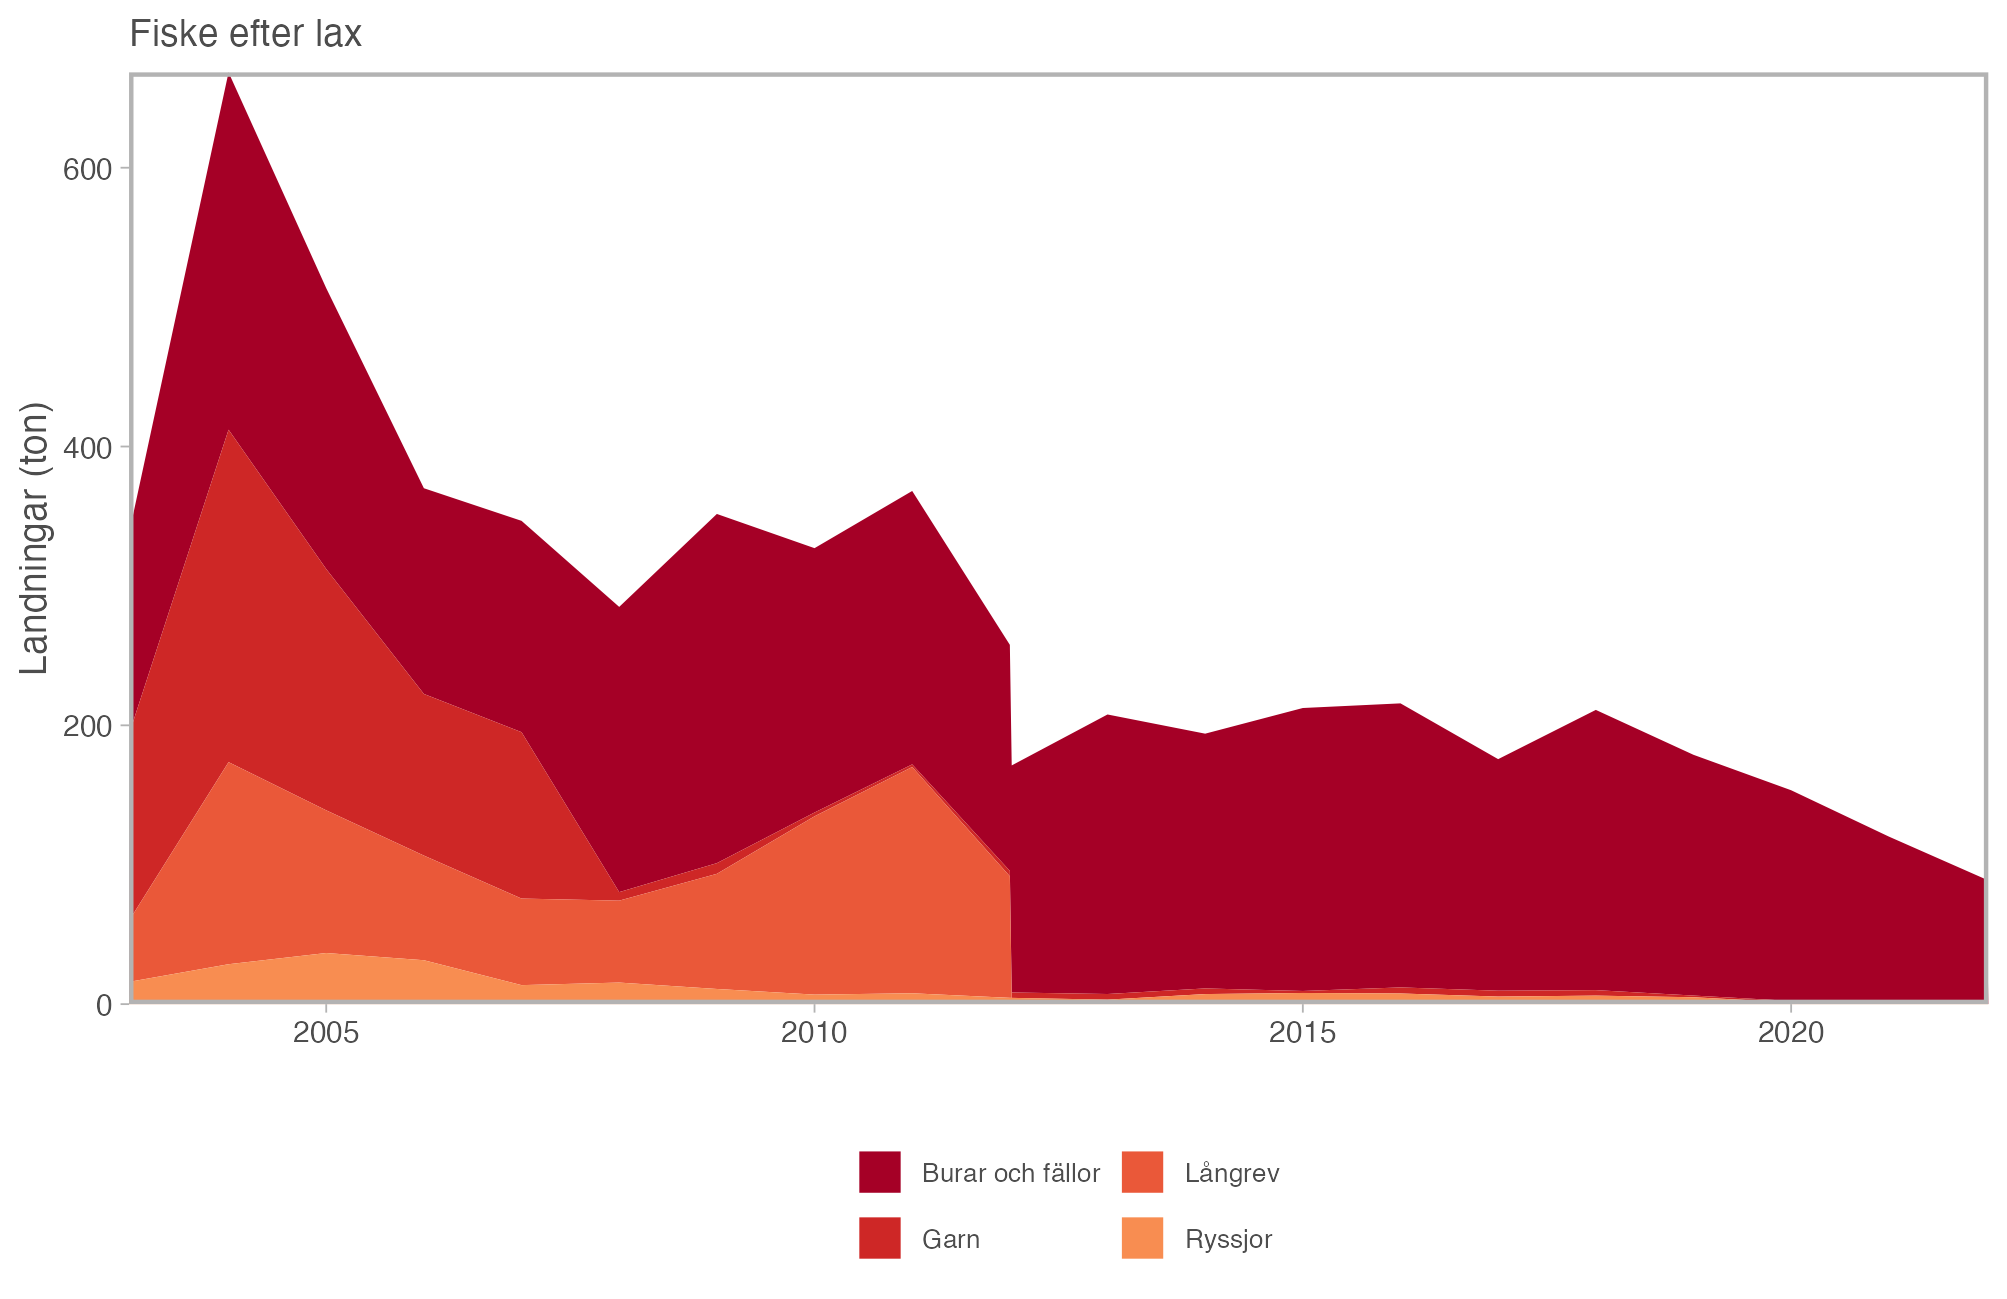 Fiske efter lax
Landningar (ton)
600
400
200
0
2005
2010
2015
2020
Burar och fällor
Långrev
Garn
Ryssjor